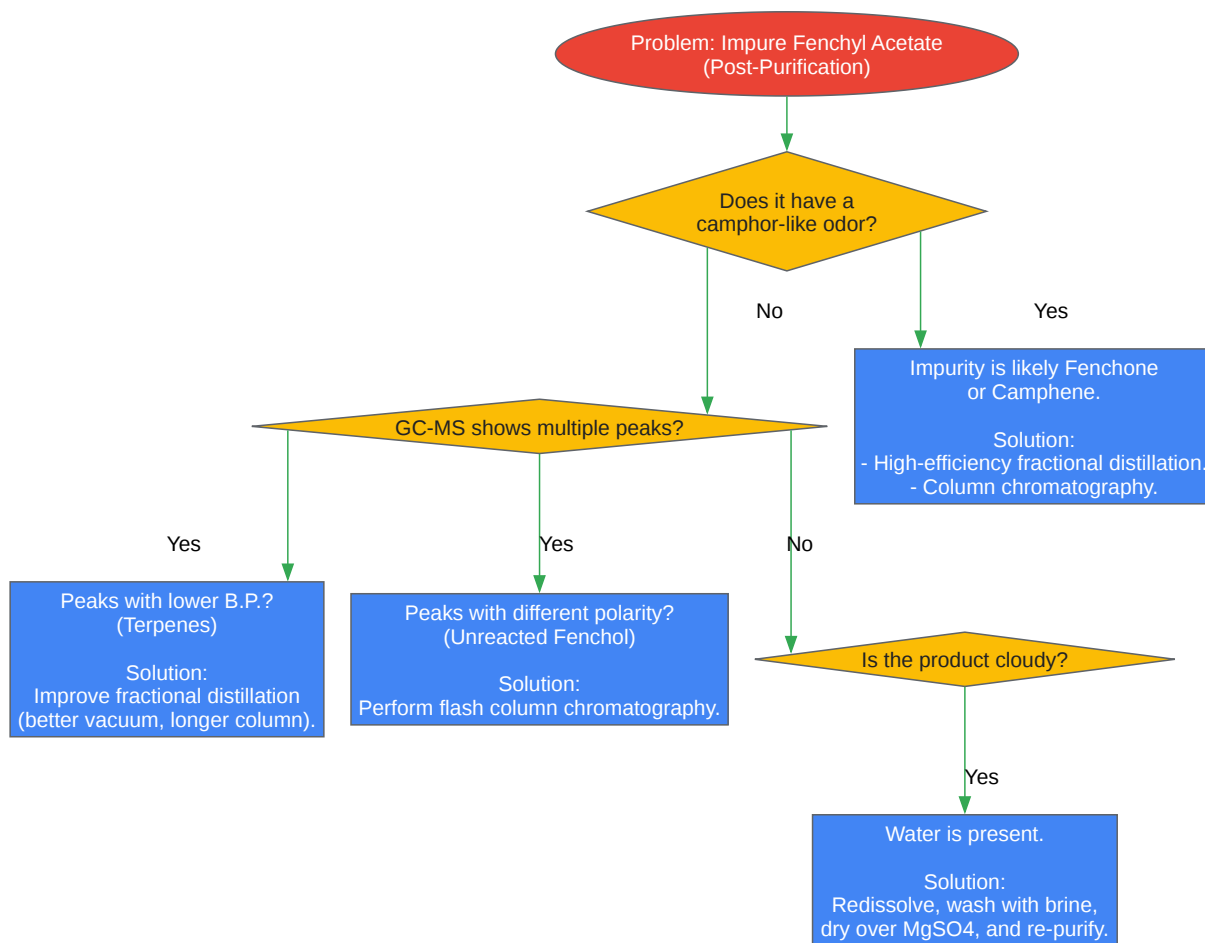 Problem: Impure Fenchyl Acetate
(Post-Purification)
Does it have a
camphor-like odor?
No
Yes
Impurity is likely Fenchone
or Camphene.
Solution:
- High-efficiency fractional distillation.
- Column chromatography.
GC-MS shows multiple peaks?
Yes
Yes
No
Peaks with lower B.P.?
(Terpenes)
Solution:
Improve fractional distillation
(better vacuum, longer column).
Peaks with different polarity?
(Unreacted Fenchol)
Solution:
Perform flash column chromatography.
Is the product cloudy?
Yes
Water is present.
Solution:
Redissolve, wash with brine,
dry over MgSO4, and re-purify.